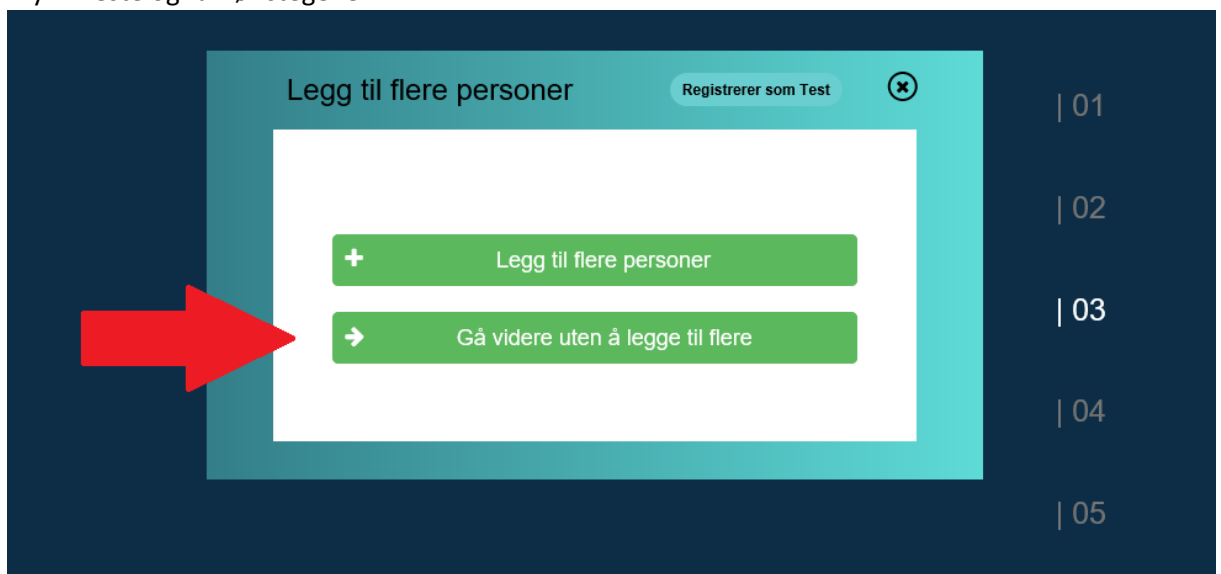 Legg til flere personer
Registrerer som Test
| 01
| 02
Legg til flere personer
| 03
Gå videre uten å legge til flere
| 04
| 05